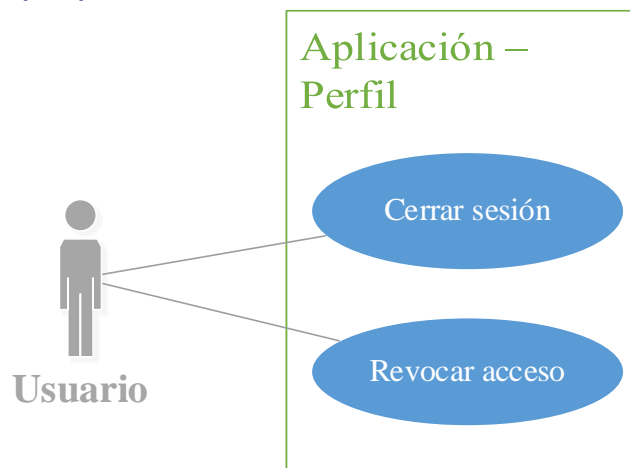 Aplicación –
Perfil
Cerrar sesión
Revocar acceso
Usuario